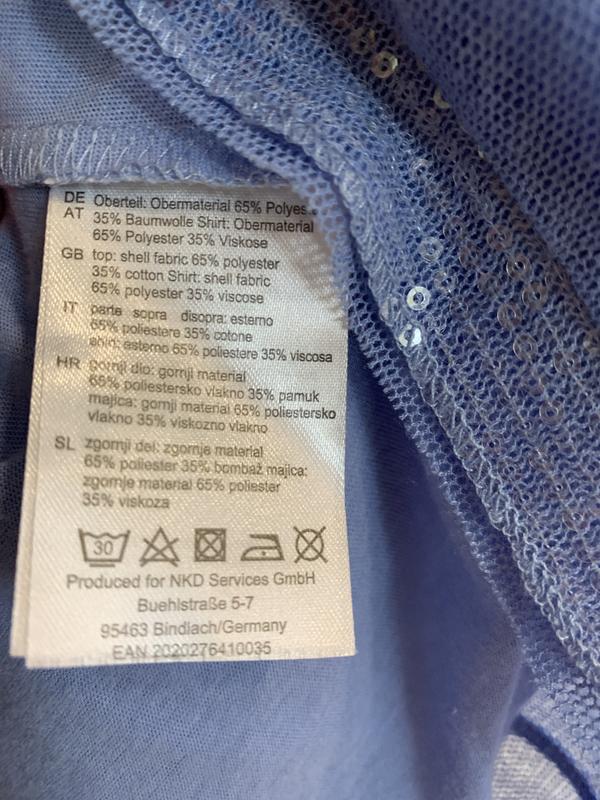 DE Oberteil: Obermaterial 65%
AT 35% Baumwolle Shirt: Obermaterial
65% Polyester 35% Viskose
GB top: shell fabric 65% polyester
35% cotton Shirt: shell fabric
65% polyester 35% viscose
IT parte sopra disopra: esterno
65% poliestere 35% cotone
shirt: esterno 65% poliestere 35% viscosa
HR gornji dio: gornji material
65% poliestersko vlakno 35% pamuk
majica: gornji material 65% poliestersko
vlakno 35% viskozno vlakno
SL zgornji del: zgornje material
65% poliester 35% bombaž majica:
zgornje material 65% poliester
35% viskoza
30
Produced for NKD Services GmbH
Buehlstraße 5-7
95463 Bindlach/Germany
EAN 2020276410035